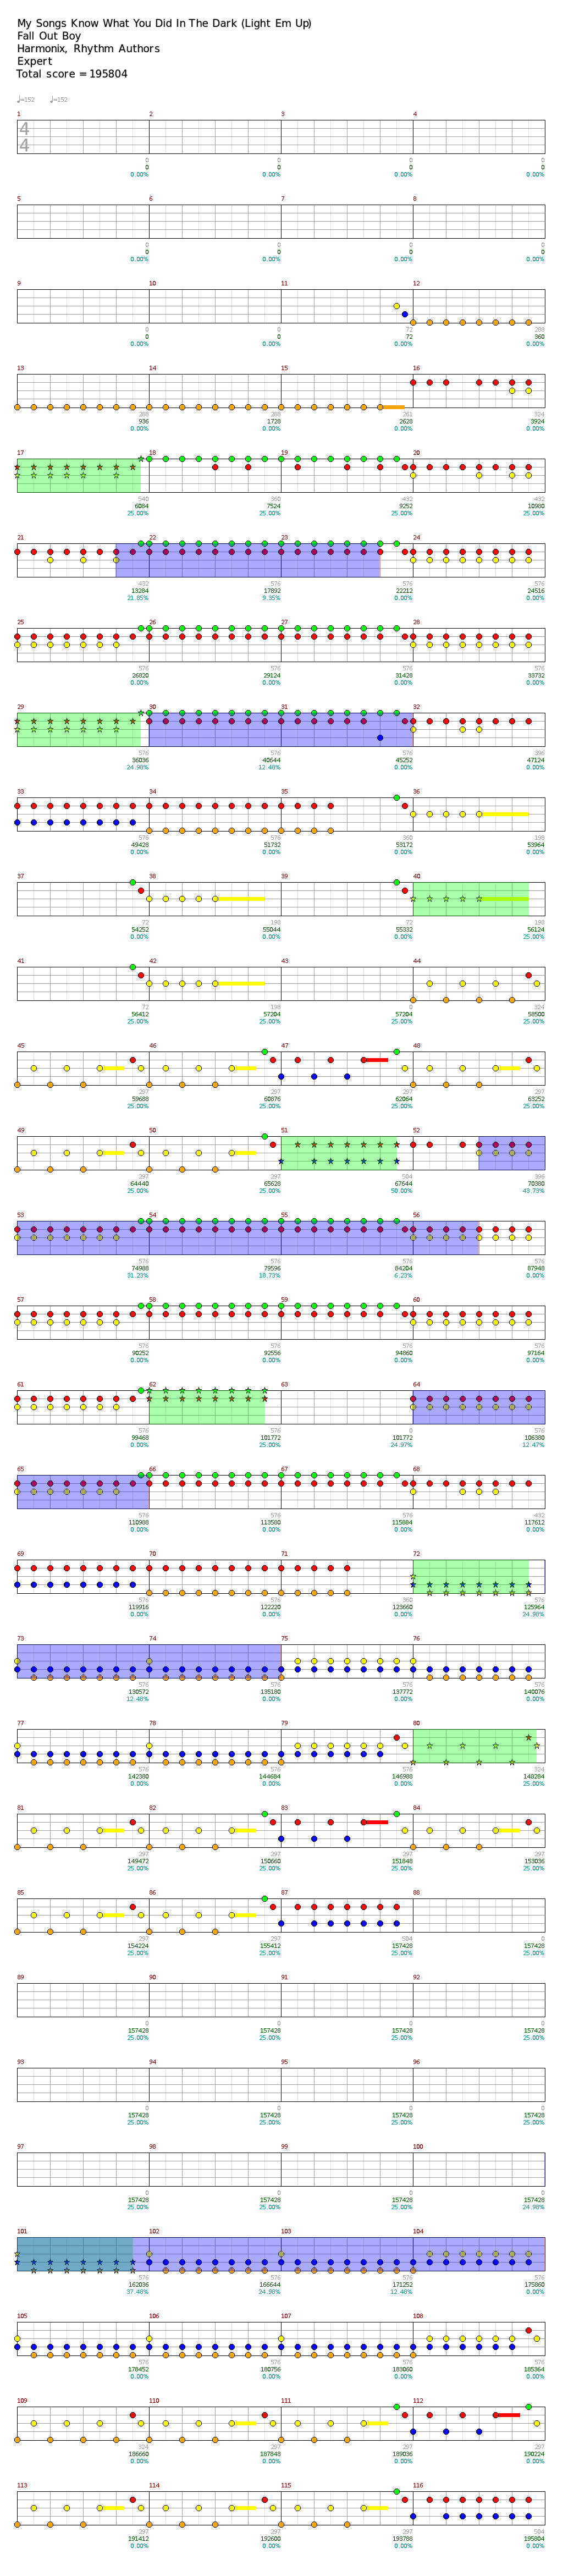 My Songs Know What You Did In The Dark (Light Em Up)
Fall Out Boy
Harmonix, Rhythm Authors
Expert
Total score = 195804
♩=152 ♩=152
1 2 3 4
4
4
0 0 0 0
0 0 0 0
0.00% 0.00% 0.00% 0.00%
5 6 7 8
0 0 0 0
0 0 0 0
0.00% 0.00% 0.00% 0.00%
9 10 11 12
0 0 72 288
0 0 72 360
0.00% 0.00% 0.00% 0.00%
13 14 15 16
288 288 261 324
936 1728 2628 3924
0.00% 0.00% 0.00% 0.00%
17 18 19 20
540 360 432 432
6084 7524 9252 10980
25.00% 25.00% 25.00% 25.00%
21 22 23 24
432 576 576 576
13284 17892 22212 24516
21.85% 9.35% 0.00% 0.00%
25 26 27 28
576 576 576 576
26820 29124 31428 33732
0.00% 0.00% 0.00% 0.00%
29 30 31 32
576 576 576 396
36036 40644 45252 47124
24.98% 12.48% 0.00% 0.00%
33 34 35 36
576 576 360 198
49428 51732 53172 53964
0.00% 0.00% 0.00% 0.00%
37 38 39 40
72 198 72 198
54252 55044 55332 56124
0.00% 0.00% 0.00% 25.00%
41 42 43 44
72 198 0 324
56412 57204 57204 58500
25.00% 25.00% 25.00% 25.00%
45 46 47 48
297 297 297 297
59688 60876 62064 63252
25.00% 25.00% 25.00% 25.00%
49 50 51 52
297 297 504 396
64440 65628 67644 70380
25.00% 25.00% 50.00% 43.73%
53 54 55 56
576 576 576 576
74988 79596 84204 87948
31.23% 18.73% 6.23% 0.00%
57 58 59 60
576 576 576 576
90252 92556 94860 97164
0.00% 0.00% 0.00% 0.00%
61 62 63 64
576 576 0 576
99468 101772 101772 106380
0.00% 25.00% 24.97% 12.47%
65 66 67 68
576 576 576 432
110988 113580 115884 117612
0.00% 0.00% 0.00% 0.00%
69 70 71 72
576 576 360 576
119916 122220 123660 125964
0.00% 0.00% 0.00% 24.98%
73 74 75 76
576 576 576 576
130572 135180 137772 140076
12.48% 0.00% 0.00% 0.00%
77 78 79 80
576 576 576 324
142380 144684 146988 148284
0.00% 0.00% 0.00% 25.00%
81 82 83 84
297 297 297 297
149472 150660 151848 153036
25.00% 25.00% 25.00% 25.00%
85 86 87 88
297 297 504 0
154224 155412 157428 157428
25.00% 25.00% 25.00% 25.00%
89 90 91 92
0 0 0 0
157428 157428 157428 157428
25.00% 25.00% 25.00% 25.00%
93 94 95 96
0 0 0 0
157428 157428 157428 157428
25.00% 25.00% 25.00% 25.00%
97 98 99 100
0 0 0 0
157428 157428 157428 157428
25.00% 25.00% 25.00% 24.98%
101 102 103 104
576 576 576 576
162036 166644 171252 175860
37.48% 24.98% 12.48% 0.00%
105 106 107 108
576 576 576 576
178452 180756 183060 185364
0.00% 0.00% 0.00% 0.00%
109 110 111 112
324 297 297 297
186660 187848 189036 190224
0.00% 0.00% 0.00% 0.00%
113 114 115 116
297 297 297 504
191412 192600 193788 195804
0.00% 0.00% 0.00% 0.00%